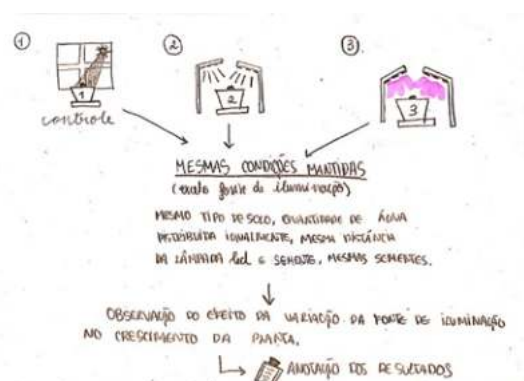 1 2 3
1 2 3
controle
MESMAS CONDIÇÕES MANTIDAS
(exceto fonte de iluminação)
MESMO TIPO DE SOLO, QUANTIDADE DE ÁGUA
DISTRIBUÍDA IGUALMENTE, MESMA DISTÂNCIA
DA LÂMPADA led E SEMENTE, MESMAS SEMENTES.
OBSERVAÇÃO DO EFEITO DA VARIAÇÃO DA FONTE DE ILUMINAÇÃO
NO CRESCIMENTO DA PLANTA.
ANOTAÇÃO DOS RESULTADOS